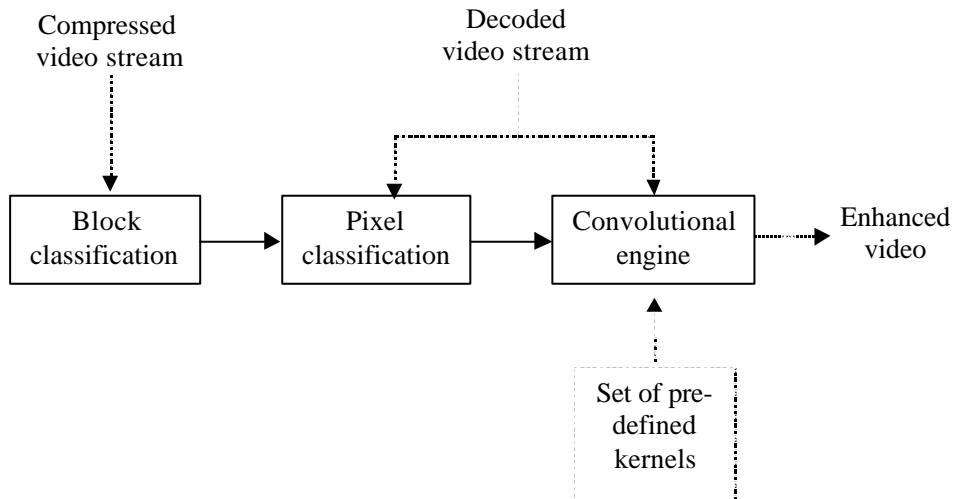 Compressed
video stream
Decoded
video stream
Block
classification
Pixel
classification
Convolutional
engine
Enhanced
video
Set of pre-
defined
kernels